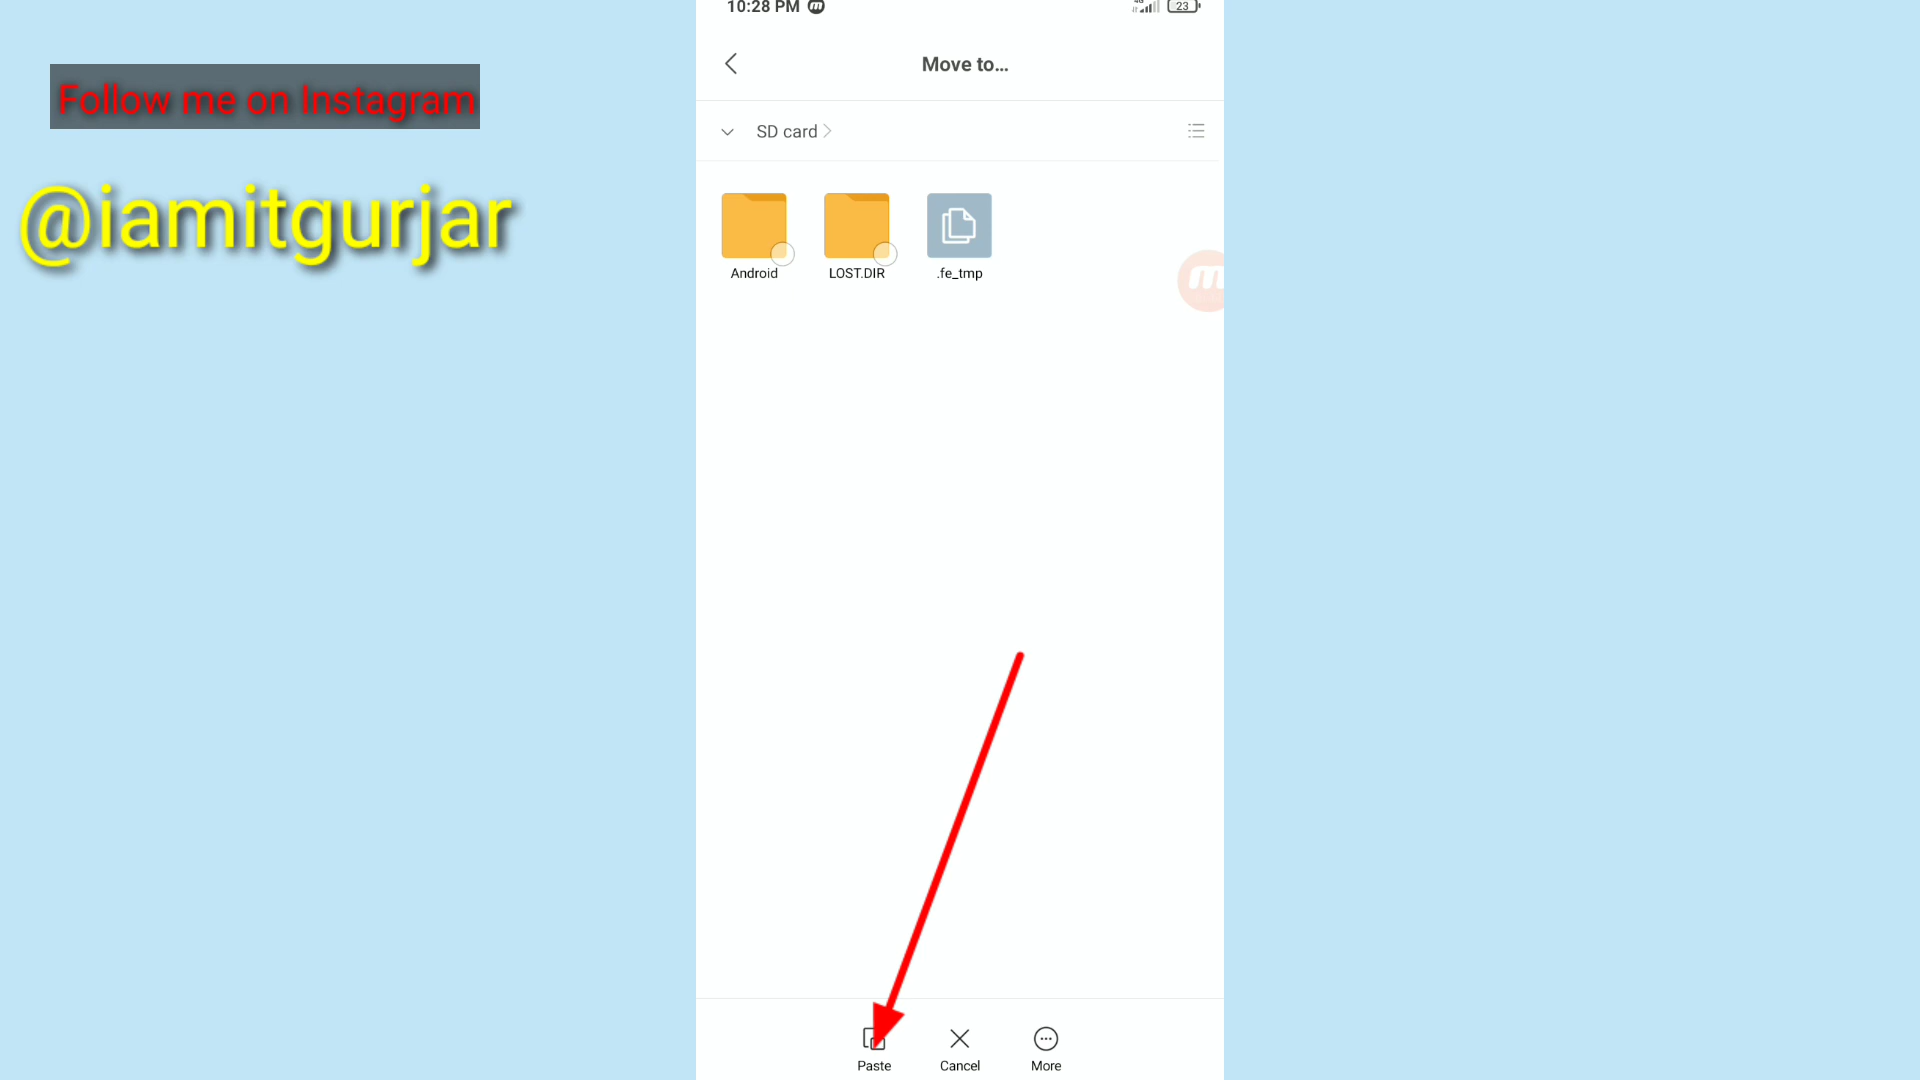 10:28 PM
4G
23
Move to...
Follow me on Instagram
SD card
@iamitgurjar
Android
LOST.DIR
.fe_tmp
m
Paste
Cancel
More